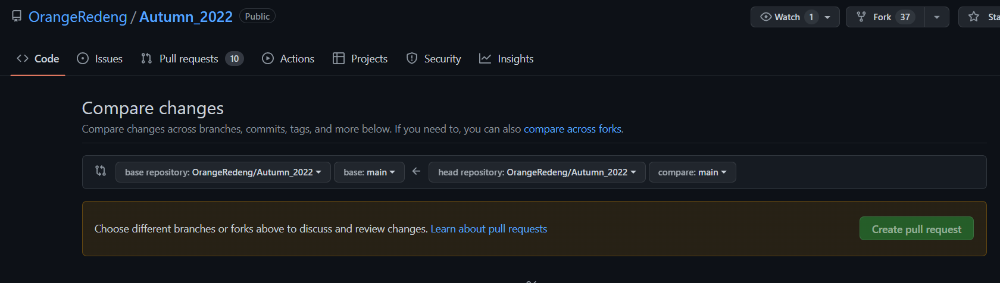 OrangeRedeng / Autumn_2022 Public Watch 1 Fork 37 Sta
Code Issues Pull requests 10 Actions Projects Security Insights
Compare changes
Compare changes across branches, commits, tags, and more below. If you need to, you can also compare across forks.
base repository: OrangeRedeng/Autumn_2022 base: main ← head repository: OrangeRedeng/Autumn_2022 compare: main
Choose different branches or forks above to discuss and review changes. Learn about pull requests Create pull request